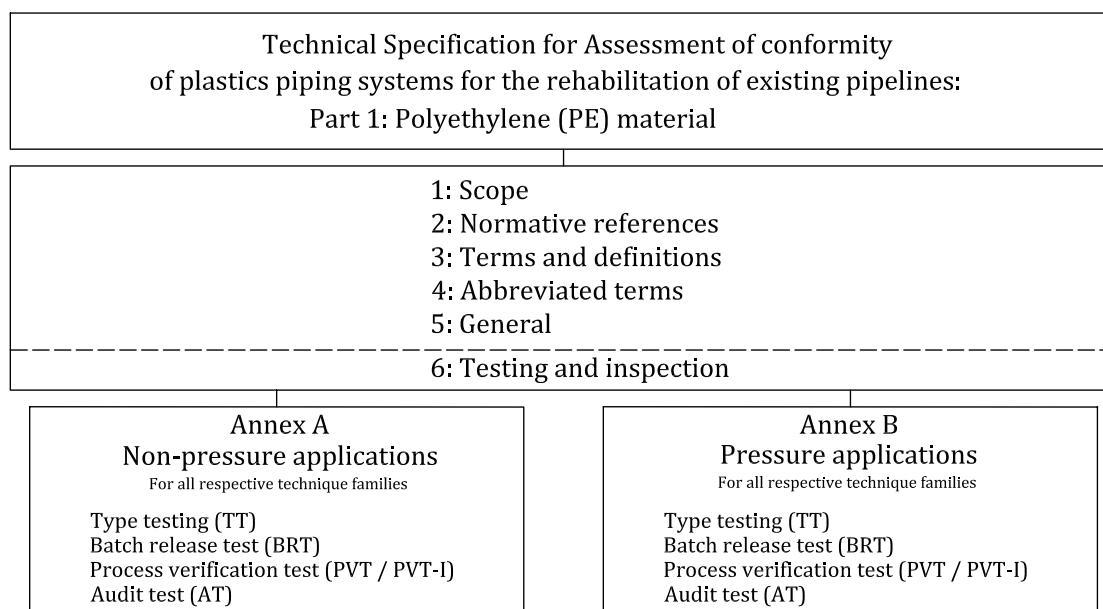 Technical Specification for Assessment of conformity
of plastics piping systems for the rehabilitation of existing pipelines:
Part 1: Polyethylene (PE) material
1: Scope
2: Normative references
3: Terms and definitions
4: Abbreviated terms
5: General
6: Testing and inspection
Annex A
Non-pressure applications
For all respective technique families
Type testing (TT)
Batch release test (BRT)
Process verification test (PVT / PVT-I)
Audit test (AT)
Annex B
Pressure applications
For all respective technique families
Type testing (TT)
Batch release test (BRT)
Process verification test (PVT / PVT-I)
Audit test (AT)